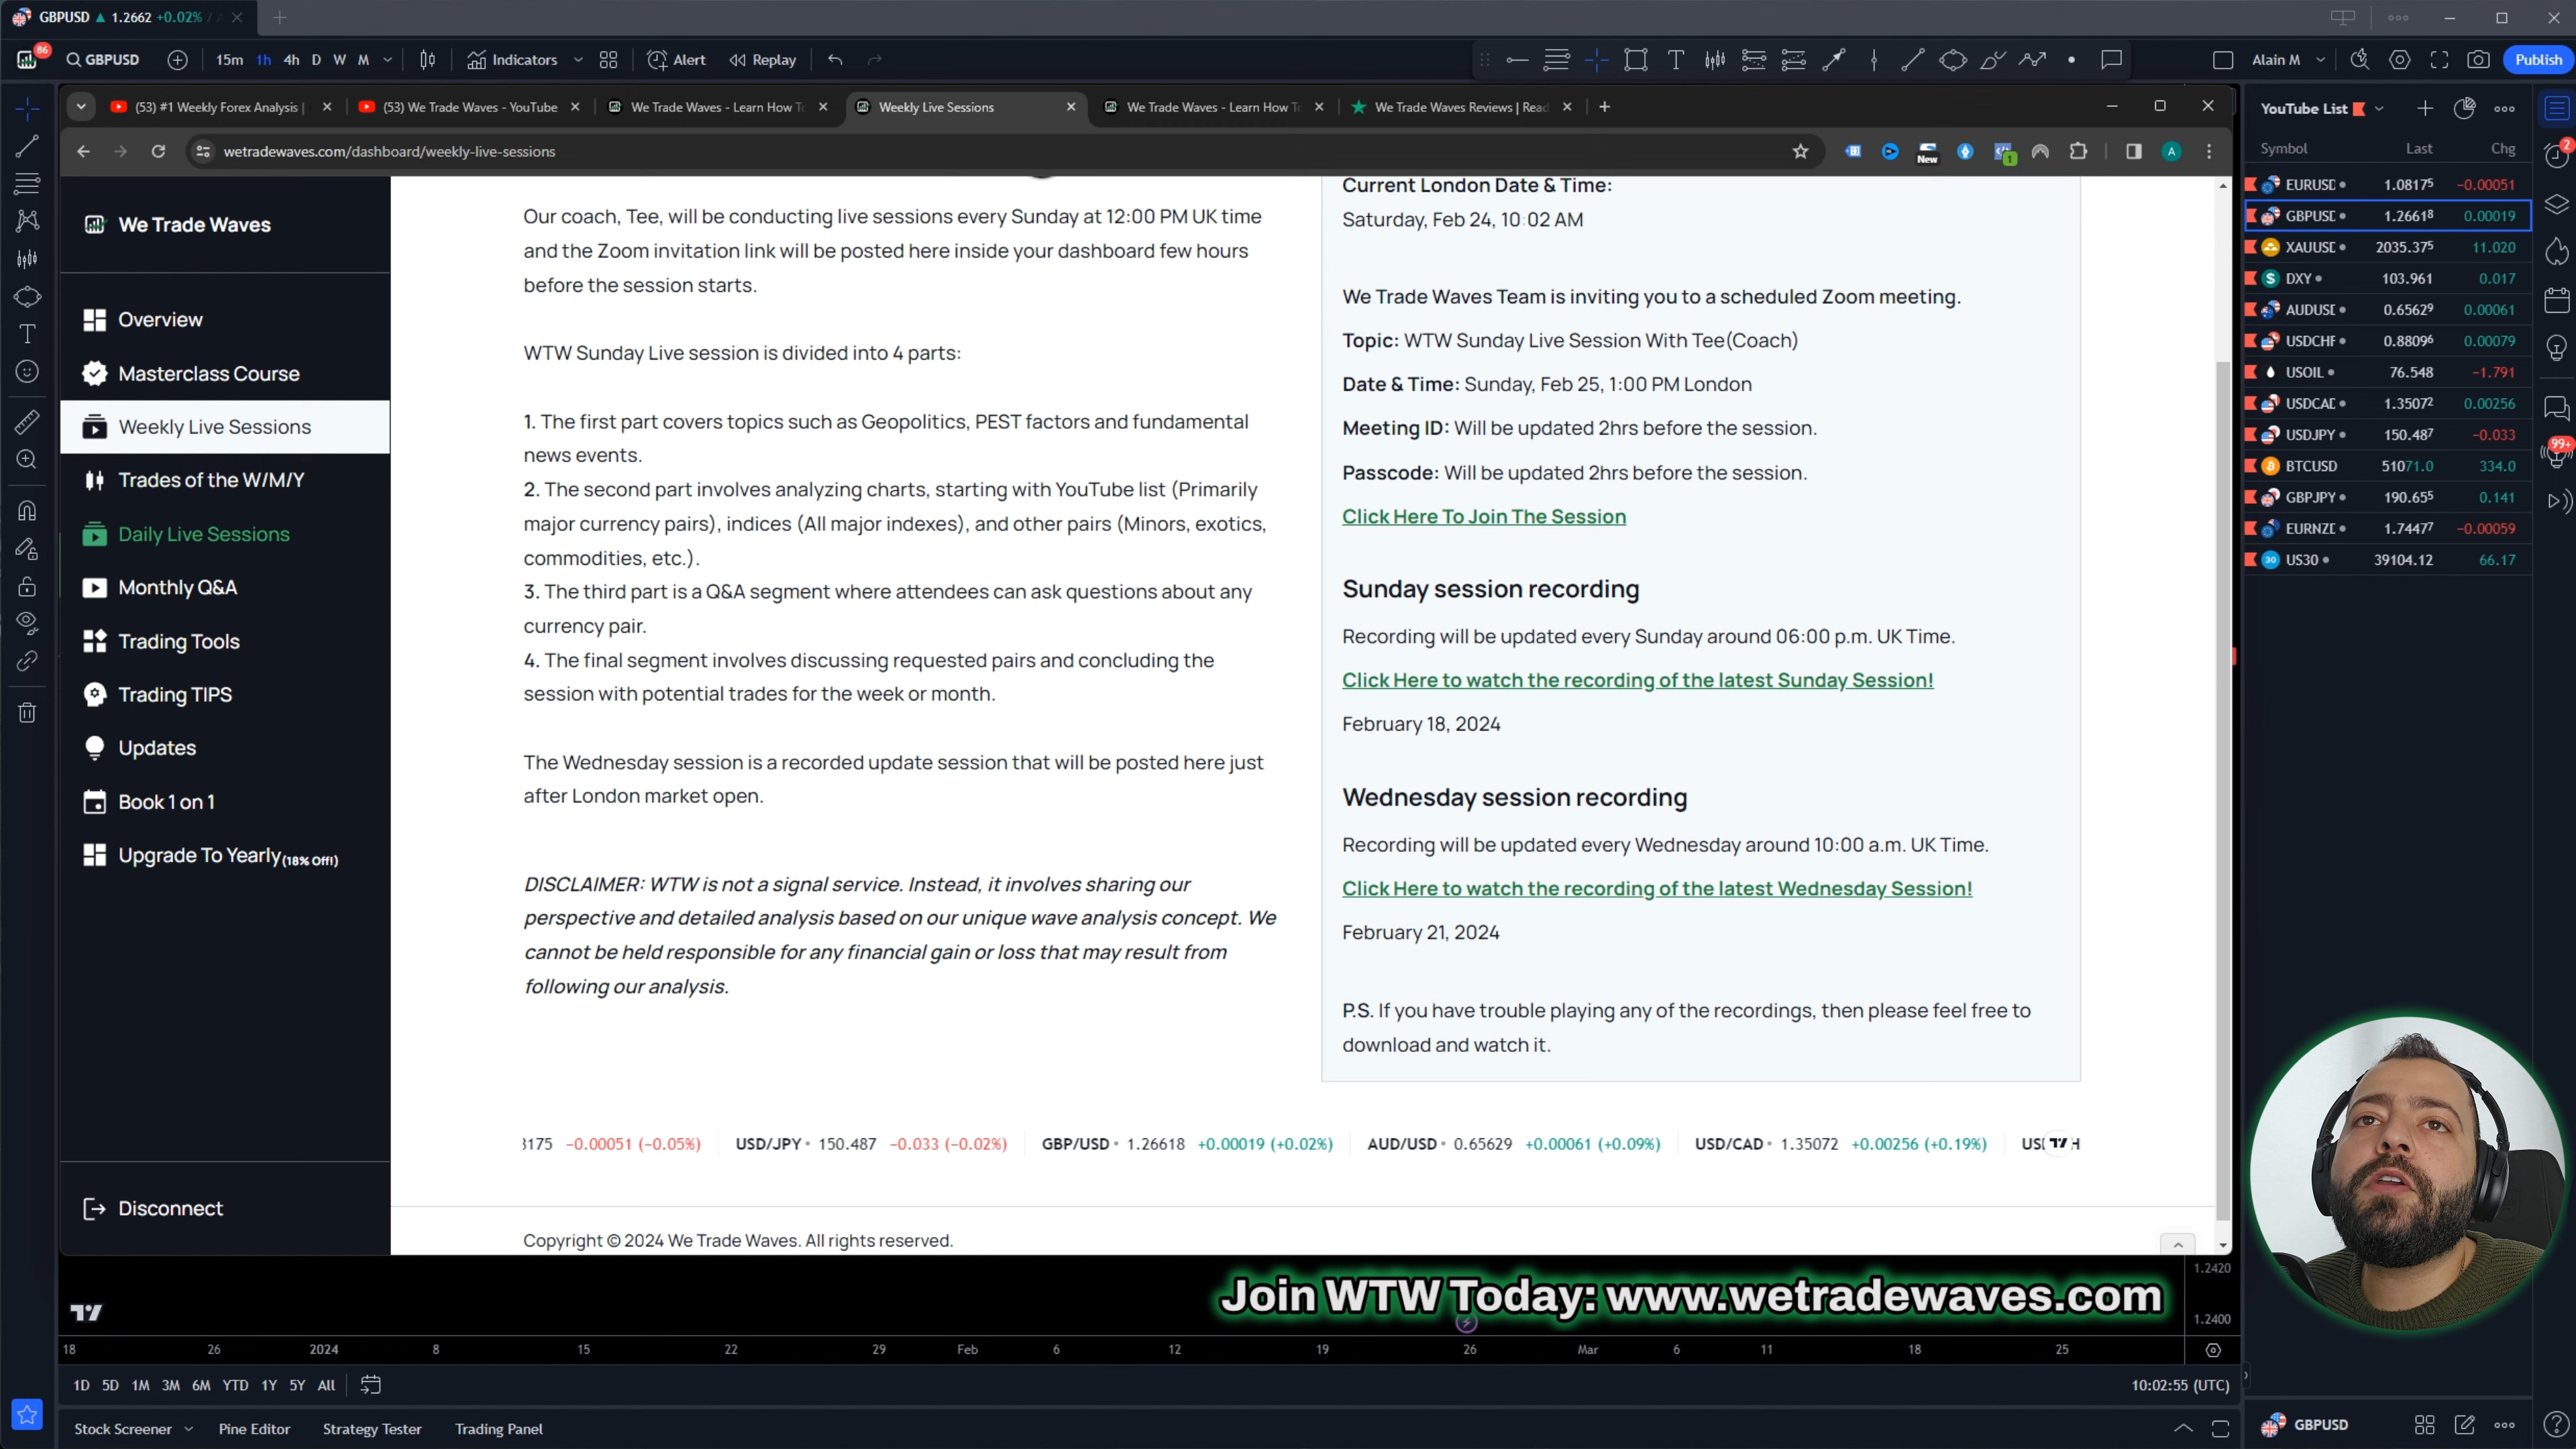 GBPUSD ▲ 1.2662 +0.02% /
86
GBPUSD
15m 1h 4h D W M
Indicators
Alert
Replay
Alain M
Publish
(53) #1 Weekly Forex Analysis |
(53) We Trade Waves - YouTube
We Trade Waves - Learn How To
Weekly Live Sessions
We Trade Waves - Learn How To
We Trade Waves Reviews | Read
wetradewaves.com/dashboard/weekly-live-sessions
New
1
A
We Trade Waves
Overview
Masterclass Course
Weekly Live Sessions
Trades of the W/M/Y
Daily Live Sessions
Monthly Q&A
Trading Tools
Trading TIPS
Updates
Book 1 on 1
Upgrade To Yearly(18% Off!)
Disconnect
Our coach, Tee, will be conducting live sessions every Sunday at 12:00 PM UK time
and the Zoom invitation link will be posted here inside your dashboard few hours
before the session starts.
WTW Sunday Live session is divided into 4 parts:
1. The first part covers topics such as Geopolitics, PEST factors and fundamental
news events.
2. The second part involves analyzing charts, starting with YouTube list (Primarily
major currency pairs), indices (All major indexes), and other pairs (Minors, exotics,
commodities, etc.).
3. The third part is a Q&A segment where attendees can ask questions about any
currency pair.
4. The final segment involves discussing requested pairs and concluding the
session with potential trades for the week or month.
The Wednesday session is a recorded update session that will be posted here just
after London market open.
DISCLAIMER: WTW is not a signal service. Instead, it involves sharing our
perspective and detailed analysis based on our unique wave analysis concept. We
cannot be held responsible for any financial gain or loss that may result from
following our analysis.
Current London Date & Time:
Saturday, Feb 24, 10:02 AM
We Trade Waves Team is inviting you to a scheduled Zoom meeting.
Topic: WTW Sunday Live Session With Tee(Coach)
Date & Time: Sunday, Feb 25, 1:00 PM London
Meeting ID: Will be updated 2hrs before the session.
Passcode: Will be updated 2hrs before the session.
Click Here To Join The Session
Sunday session recording
Recording will be updated every Sunday around 06:00 p.m. UK Time.
Click Here to watch the recording of the latest Sunday Session!
February 18, 2024
Wednesday session recording
Recording will be updated every Wednesday around 10:00 a.m. UK Time.
Click Here to watch the recording of the latest Wednesday Session!
February 21, 2024
P.S. If you have trouble playing any of the recordings, then please feel free to
download and watch it.
3175 −0.00051 (−0.05%) USD/JPY 150.487 −0.033 (−0.02%) GBP/USD 1.26618 +0.00019 (+0.02%) AUD/USD 0.65629 +0.00061 (+0.09%) USD/CAD 1.35072 +0.00256 (+0.19%)
Copyright © 2024 We Trade Waves. All rights reserved.
YouTube List
Symbol Last Chg
EURUSD 1.08175 −0.00051
GBPUSD 1.26618 0.00019
XAUUSD 2035.375 11.020
DXY 103.961 0.017
AUDUSD 0.65629 0.00061
USDCHF 0.88096 0.00079
USOIL 76.548 −1.791
USDCAD 1.35072 0.00256
USDJPY 150.487 −0.033
BTCUSD 51071.0 334.0
GBPJPY 190.655 0.141
EURNZD 1.74477 −0.00059
US30 39104.12 66.17
2
99+
Join WTW Today: www.wetradewaves.com
1.2420
1.2400
18 26 2024 8 15 22 29 Feb 6 12 19 26 Mar 6 11 18 25
1D 5D 1M 3M 6M YTD 1Y 5Y All
10:02:55 (UTC)
Stock Screener Pine Editor Strategy Tester Trading Panel
GBPUSD